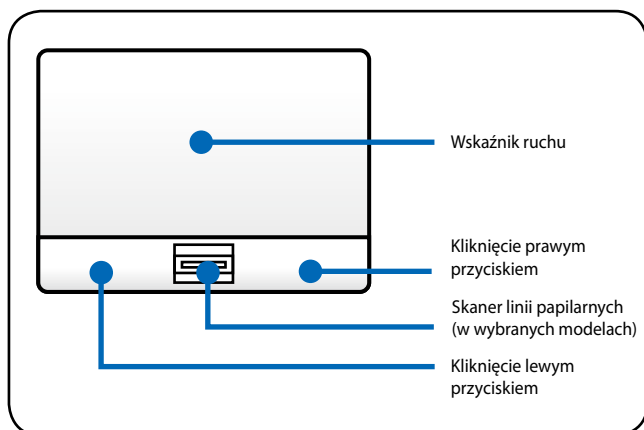 Wskaźnik ruchu
Kliknięcie prawym
przyciskiem
Skaner linii papilarnych
(w wybranych modelach)
Kliknięcie lewym
przyciskiem